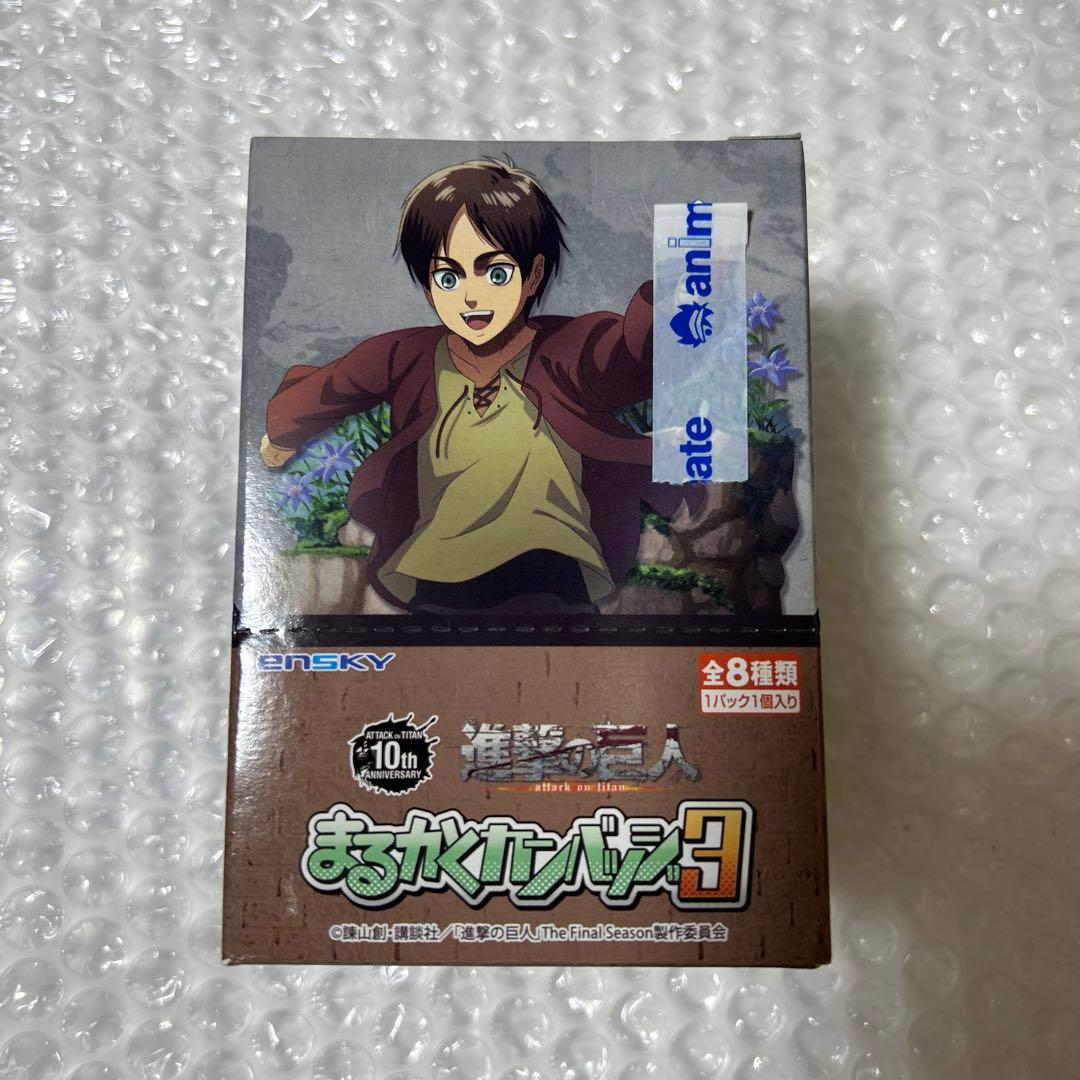 anim
ate
ensky
全8種類
1パック1個入り
ATTACK ON TITAN
10th
ANNIVERSARY
進撃の巨人
attack on titan
まるかくカンバッジ3
©諫山創・講談社/「進撃の巨人」The Final Season製作委員会